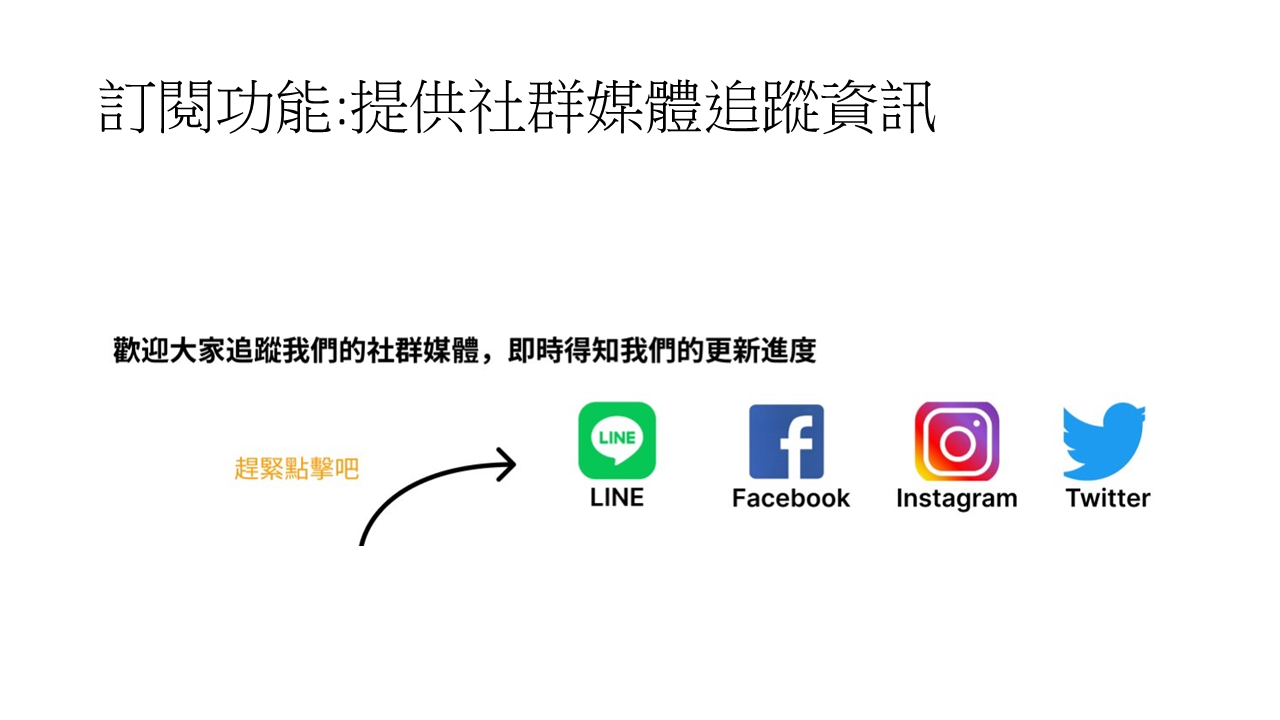 訂閱功能:提供社群媒體追蹤資訊
歡迎大家追蹤我們的社群媒體，即時得知我們的更新進度
趕緊點擊吧
LINE
LINE
Facebook
Instagram
Twitter